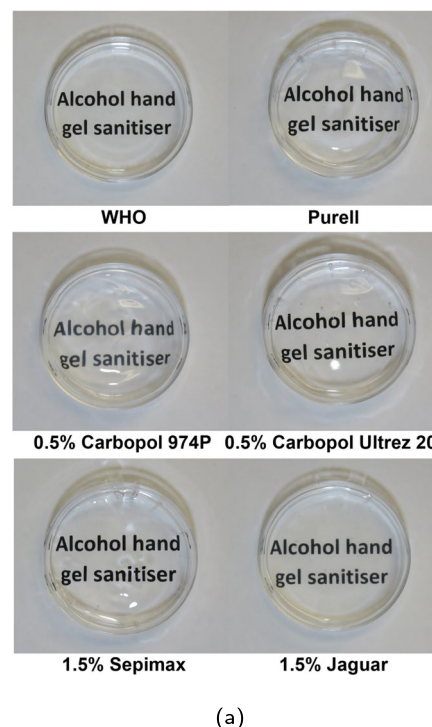 Alcohol hand
gel sanitiser
Alcohol hand
gel sanitiser
WHO
Purell
Alcohol hand
gel sanitiser
Alcohol hand
gel sanitiser
0.5% Carbopol 974P
0.5% Carbopol Ultrez 20
Alcohol hand
gel sanitiser
Alcohol hand
gel sanitiser
1.5% Sepimax
1.5% Jaguar
(a)